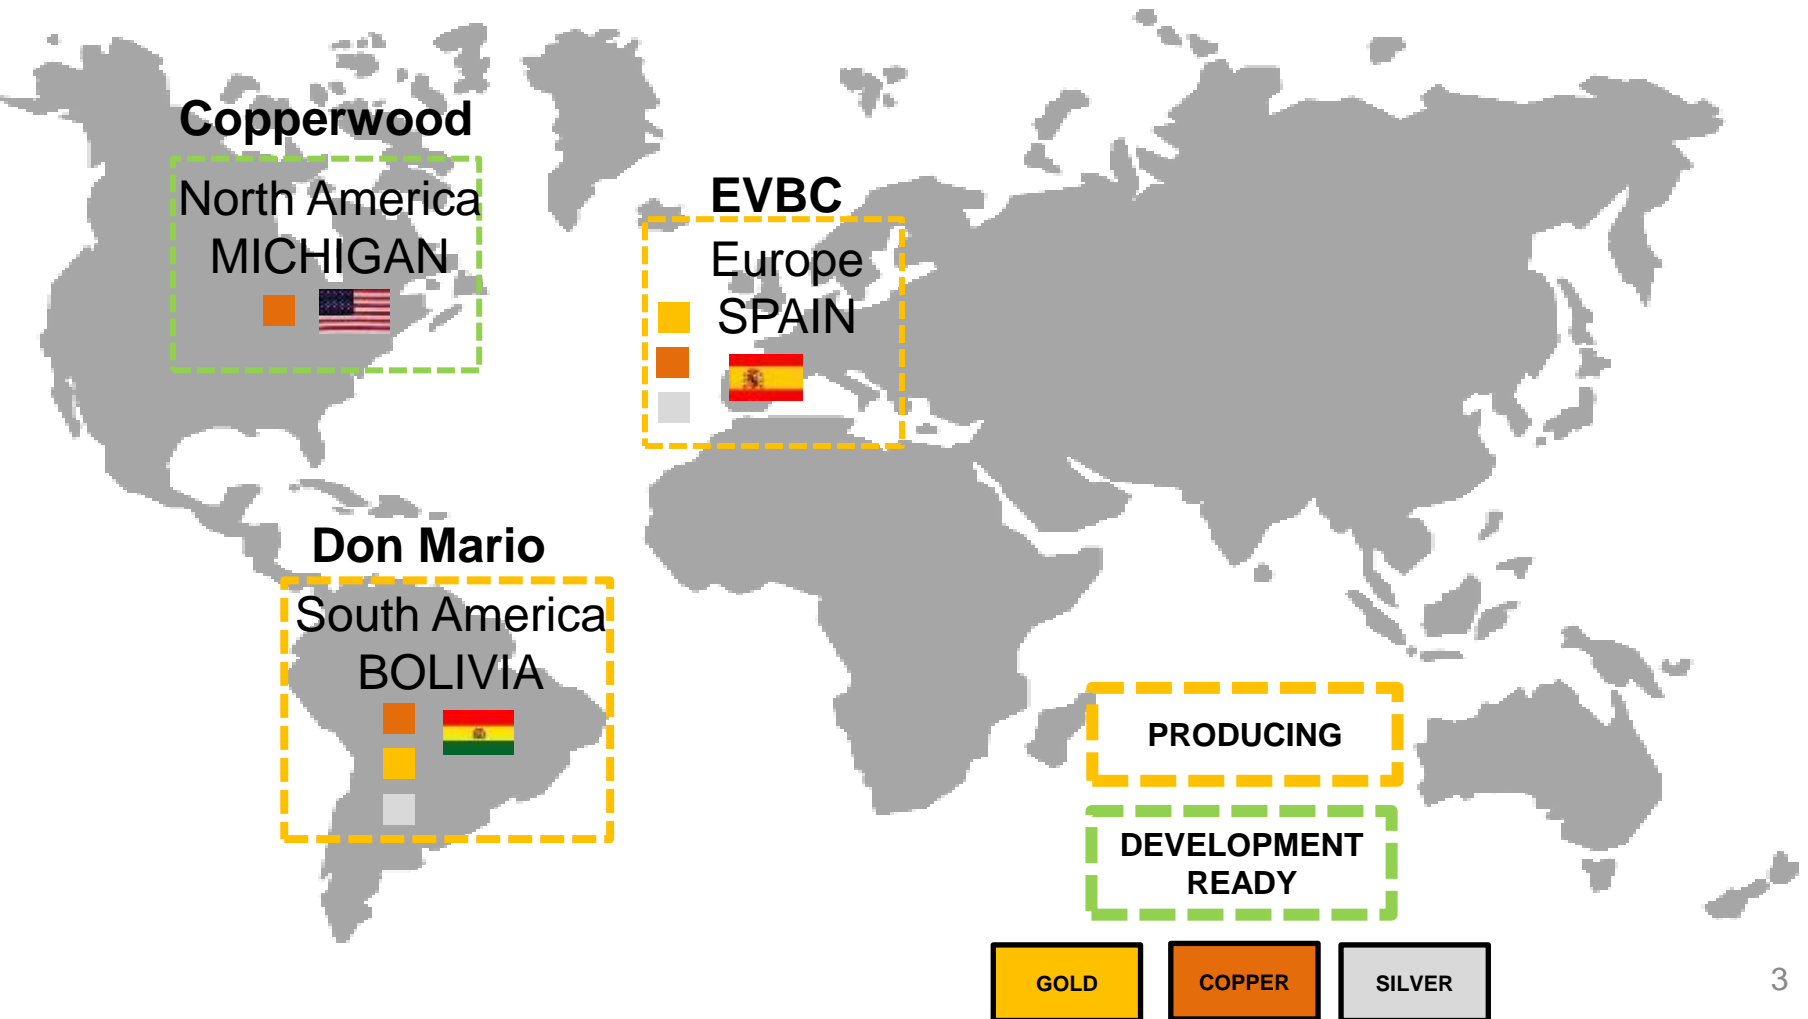 Copperwood
North America
MICHIGAN
EVBC
Europe
SPAIN
Don Mario
South America
BOLIVIA
PRODUCING
DEVELOPMENT
READY
GOLD
COPPER
SILVER
3